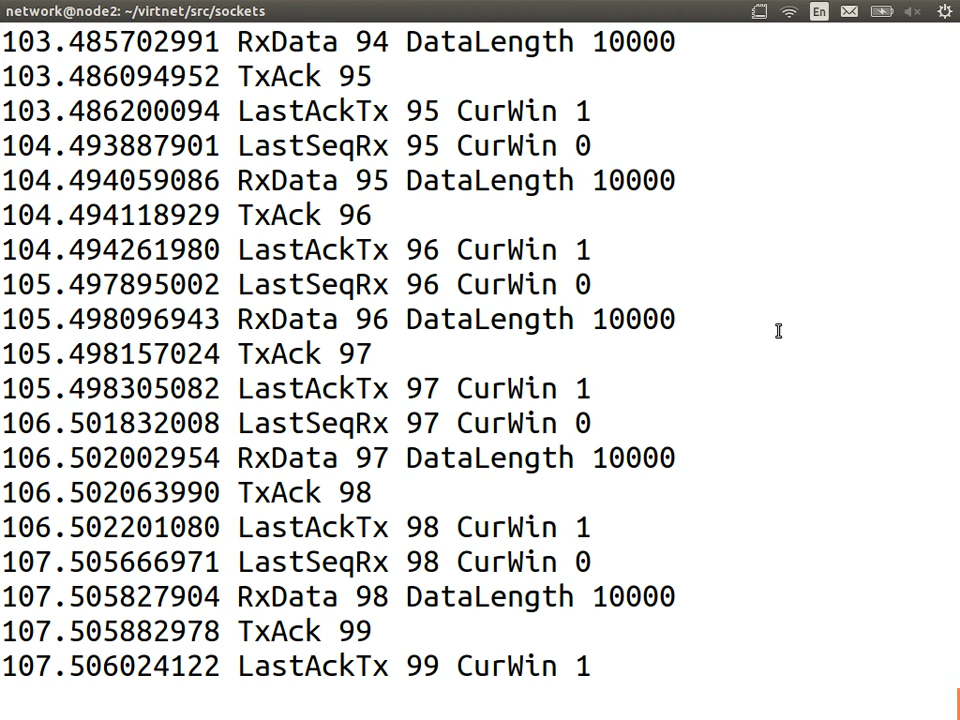 network@node2: ~/virtnet/src/sockets
En
103.485702991 RxData 94 DataLength 10000
103.486094952 TxAck 95
103.486200094 LastAckTx 95 CurWin 1
104.493887901 LastSeqRx 95 CurWin 0
104.494059086 RxData 95 DataLength 10000
104.494118929 TxAck 96
104.494261980 LastAckTx 96 CurWin 1
105.497895002 LastSeqRx 96 CurWin 0
105.498096943 RxData 96 DataLength 10000
105.498157024 TxAck 97
105.498305082 LastAckTx 97 CurWin 1
106.501832008 LastSeqRx 97 CurWin 0
106.502002954 RxData 97 DataLength 10000
106.502063990 TxAck 98
106.502201080 LastAckTx 98 CurWin 1
107.505666971 LastSeqRx 98 CurWin 0
107.505827904 RxData 98 DataLength 10000
107.505882978 TxAck 99
107.506024122 LastAckTx 99 CurWin 1